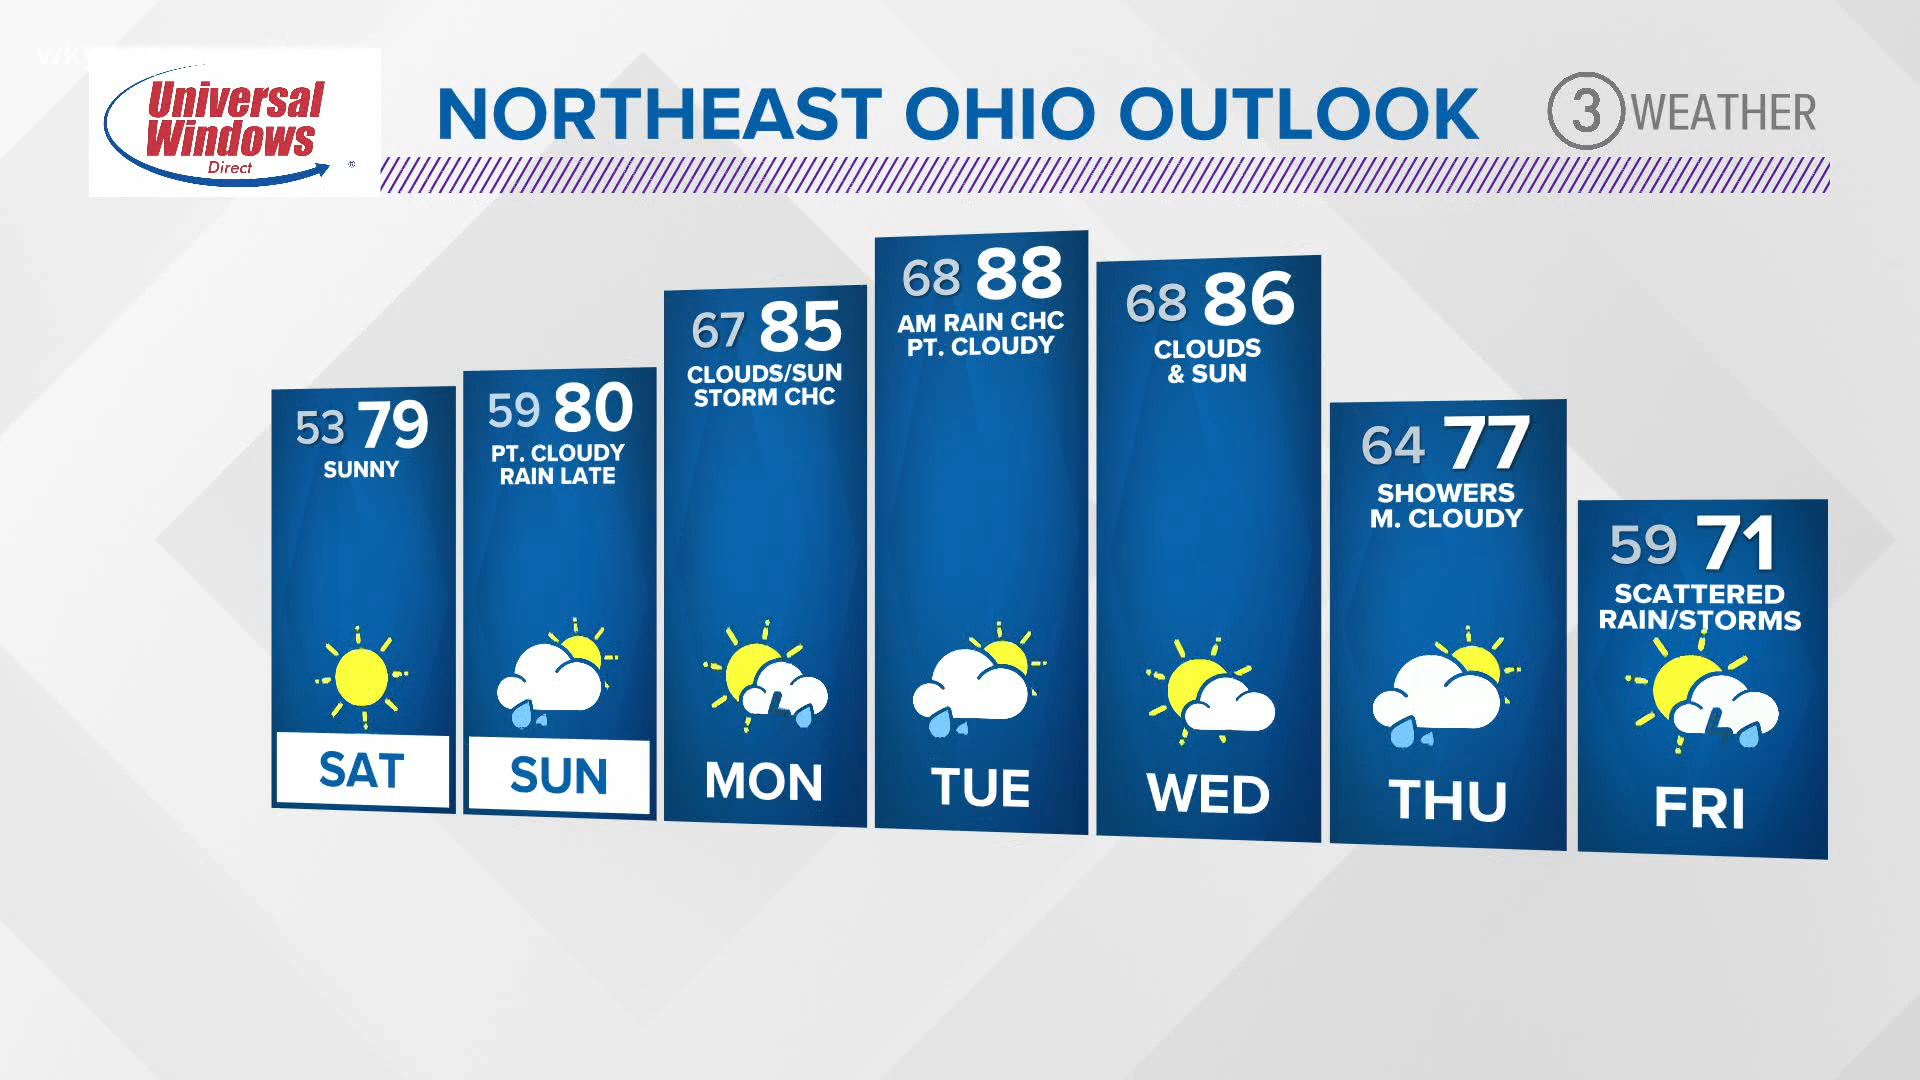 Universal
Windows
Direct
®
NORTHEAST OHIO OUTLOOK
3 WEATHER
53 79
SUNNY
SAT
59 80
PT. CLOUDY
RAIN LATE
SUN
67 85
CLOUDS/SUN
STORM CHC
MON
68 88
AM RAIN CHC
PT. CLOUDY
TUE
68 86
CLOUDS
& SUN
WED
64 77
SHOWERS
M. CLOUDY
THU
59 71
SCATTERED
RAIN/STORMS
FRI